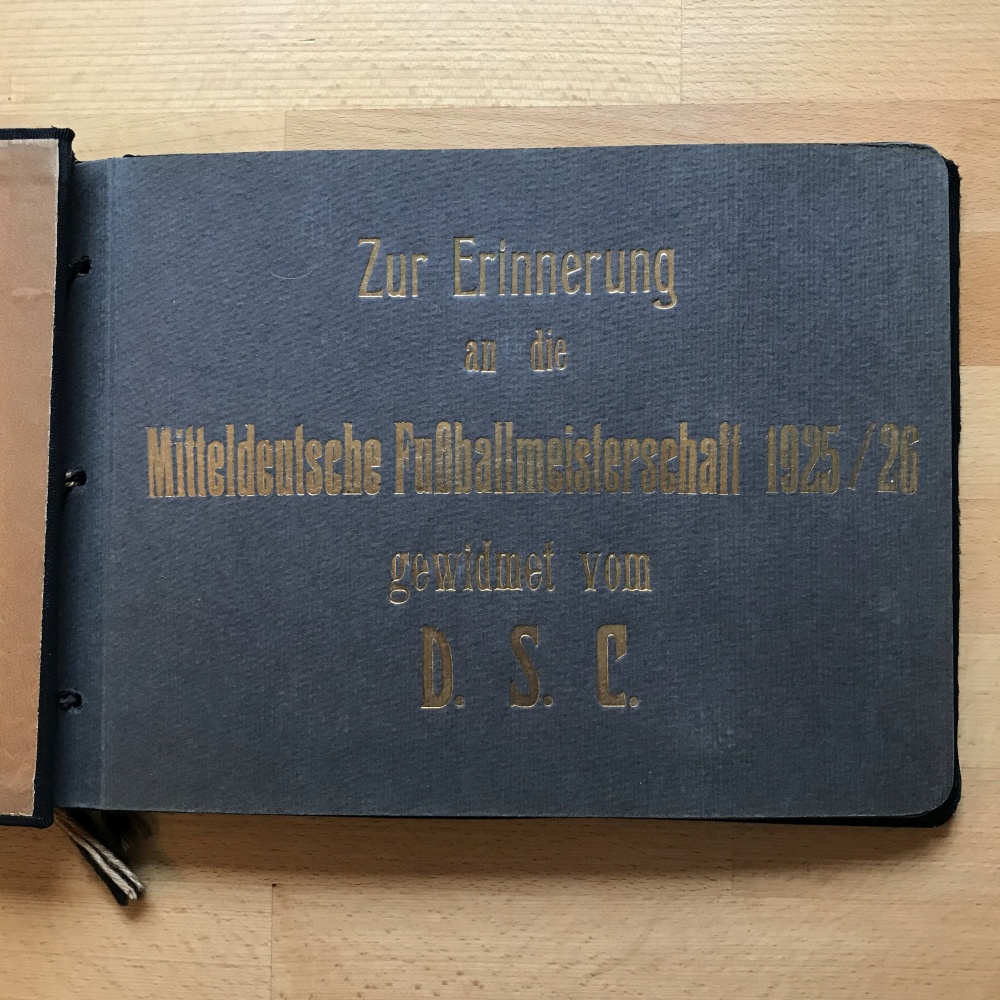 Zur Erinnerung
an die
Mitteldeutsche Fußballmeisterschaft 1925/26
gewidmet vom
D. S. C.